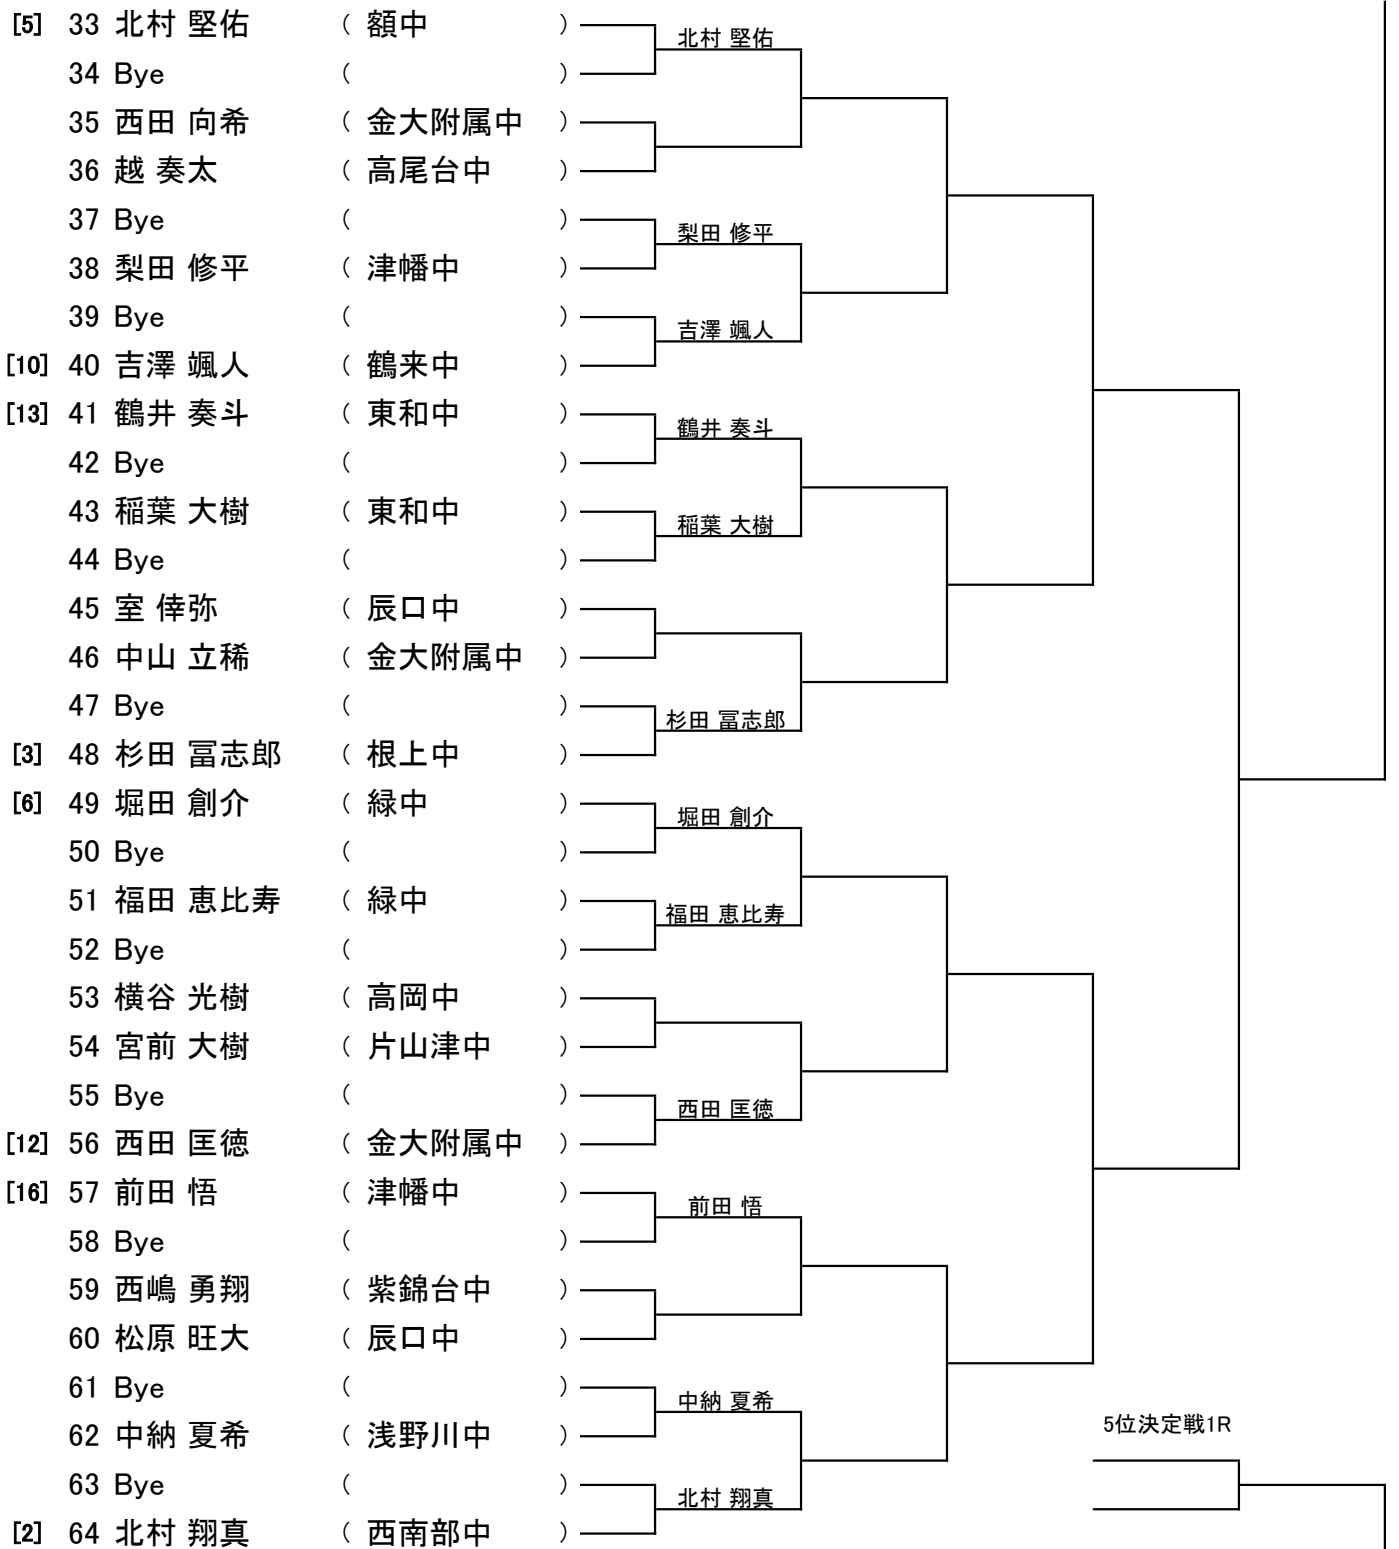 [5] 33 北村 堅佑 ( 額中 )
北村 堅佑
34 Bye ( )
35 西田 向希 ( 金大附属中 )
36 越 奏太 ( 高尾台中 )
37 Bye ( )
梨田 修平
38 梨田 修平 ( 津幡中 )
39 Bye ( )
吉澤 颯人
[10] 40 吉澤 颯人 ( 鶴来中 )
[13] 41 鶴井 奏斗 ( 東和中 )
鶴井 奏斗
42 Bye ( )
43 稲葉 大樹 ( 東和中 )
稲葉 大樹
44 Bye ( )
45 室 倖弥 ( 辰口中 )
46 中山 立稀 ( 金大附属中 )
47 Bye ( )
杉田 冨志郎
[3] 48 杉田 冨志郎 ( 根上中 )
[6] 49 堀田 創介 ( 緑中 )
堀田 創介
50 Bye ( )
51 福田 恵比寿 ( 緑中 )
福田 恵比寿
52 Bye ( )
53 横谷 光樹 ( 高岡中 )
54 宮前 大樹 ( 片山津中 )
55 Bye ( )
西田 匡徳
[12] 56 西田 匡徳 ( 金大附属中 )
[16] 57 前田 悟 ( 津幡中 )
前田 悟
58 Bye ( )
59 西嶋 勇翔 ( 紫錦台中 )
60 松原 旺大 ( 辰口中 )
61 Bye ( )
中納 夏希
62 中納 夏希 ( 浅野川中 )
5位決定戦1R
63 Bye ( )
北村 翔真
[2] 64 北村 翔真 ( 西南部中 )